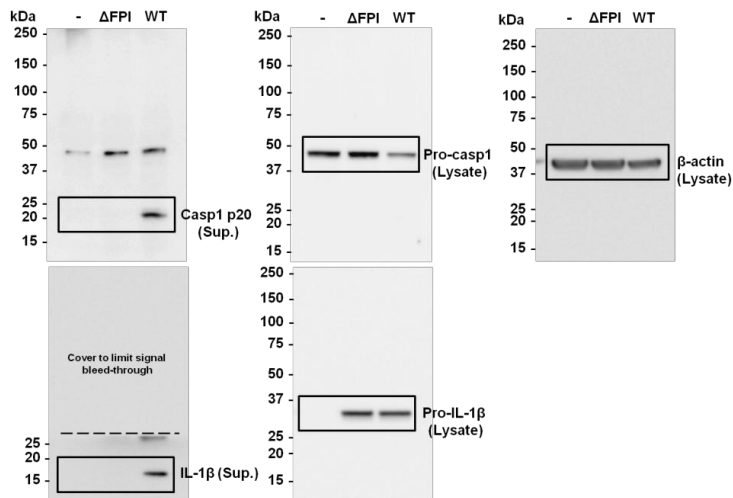 kDa - ΔFPI WT
250
150
100
75
50
37
25
20
15
Casp1 p20
(Sup.)
kDa - ΔFPI WT
250
150
100
75
50
37
25
20
15
Pro-casp1
(Lysate)
kDa - ΔFPI WT
250
150
100
75
50
37
25
20
15
β-actin
(Lysate)
Cover to limit signal
bleed-through
25
20
15
IL-1β (Sup.)
250
150
100
75
50
37
25
20
15
Pro-IL-1β
(Lysate)